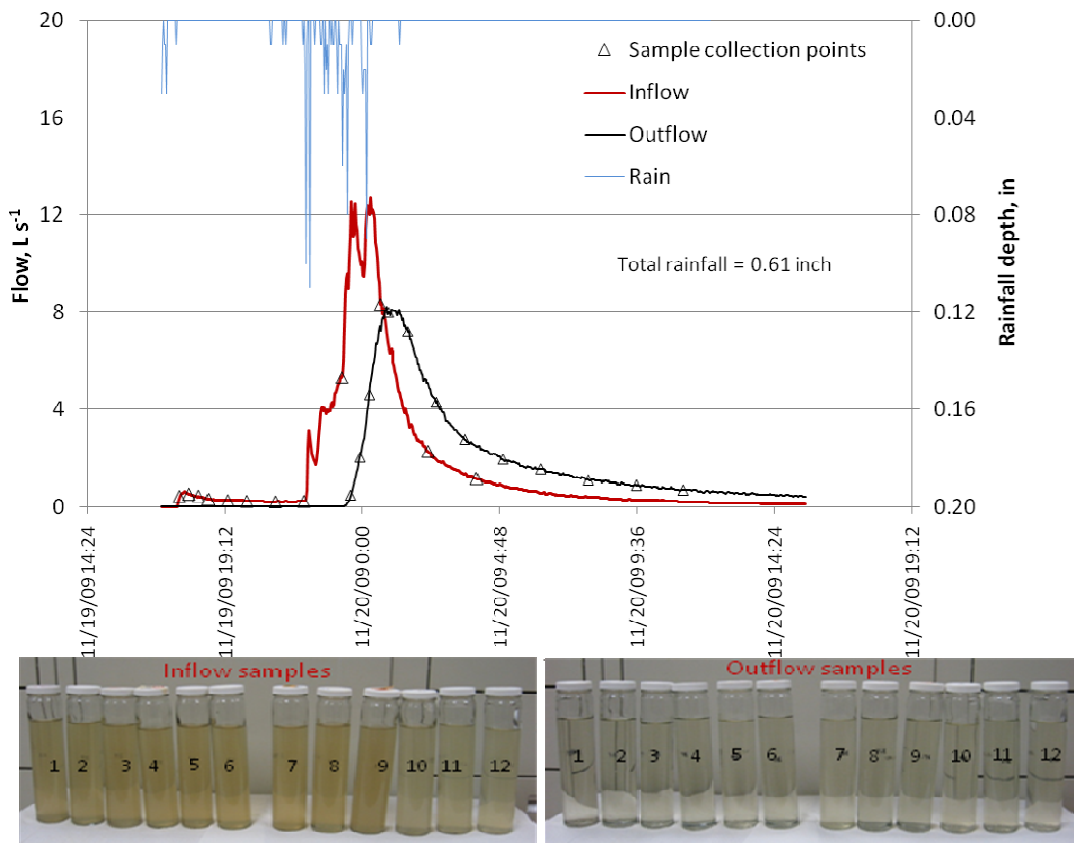 20
16
12
8
4
0
Flow, L s⁻¹
0.00
0.04
0.08
0.12
0.16
0.20
Rainfall depth, in
Sample collection points
Inflow
Outflow
Rain
Total rainfall = 0.61 inch
11/19/09 14:24
11/19/09 19:12
11/20/09 0:00
11/20/09 4:48
11/20/09 9:36
11/20/09 14:24
11/20/09 19:12
Inflow samples
1 2 3 4 5 6 7 8 9 10 11 12
Outflow samples
1 2 3 4 5 6 7 8 9 10 11 12